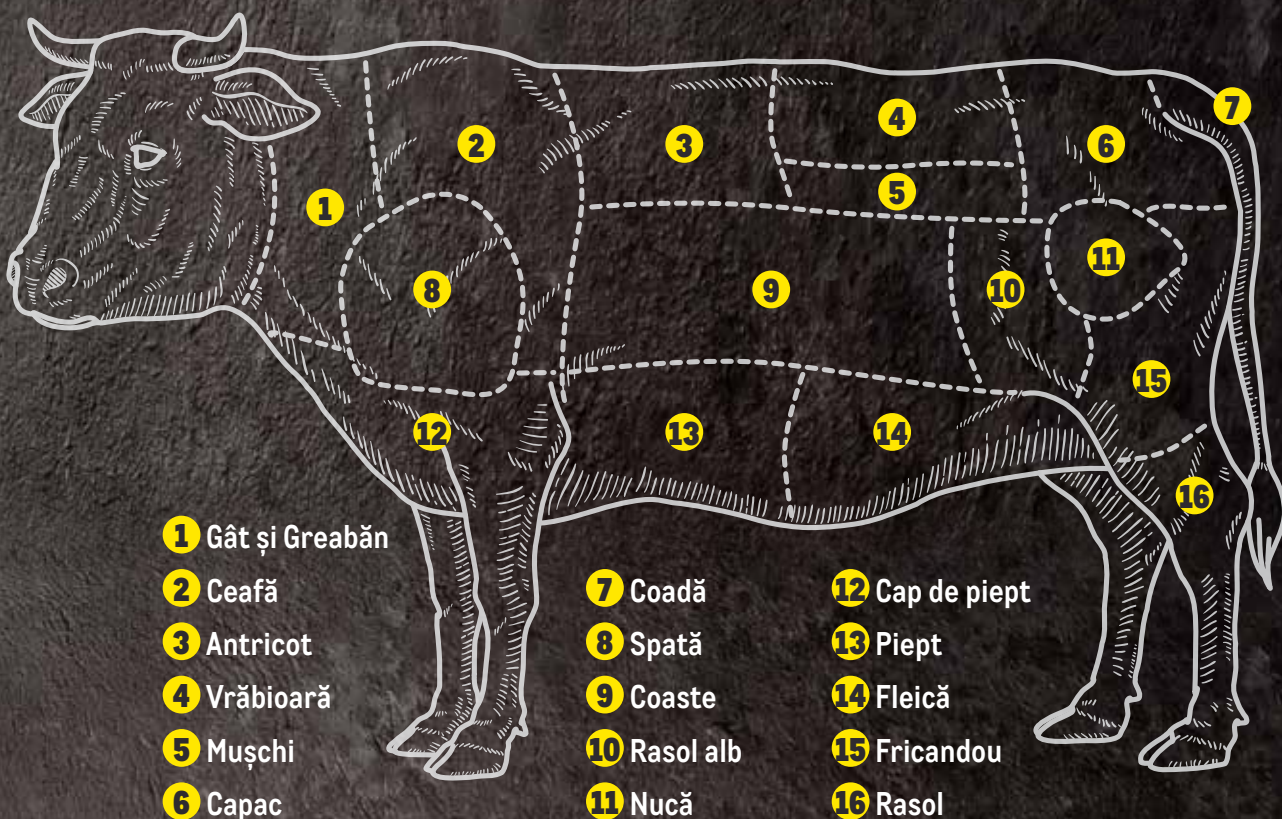 1
2
3
4
5
6
7
8
9
10
11
12
13
14
15
16
1 Gât și Greabăn
2 Ceafă
3 Antricot
4 Vrăbioară
5 Mușchi
6 Capac
7 Coadă
8 Spată
9 Coaste
10 Rasol alb
11 Nucă
12 Cap de piept
13 Piept
14 Fleică
15 Fricandou
16 Rasol